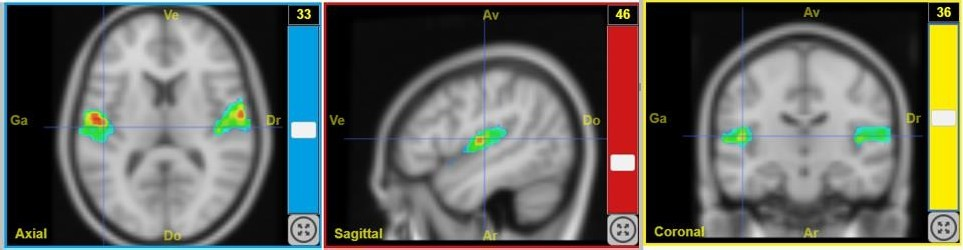 33
Ve
Ga
Dr
Axial
Do
46
Av
Ve
Do
Sagittal
Ar
36
Av
Ga
Dr
Coronal
Ar